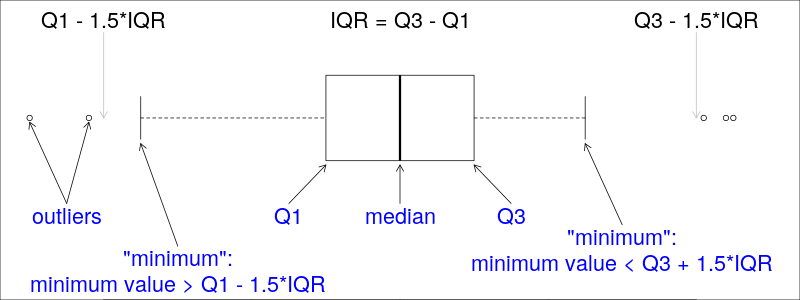 Q1 - 1.5*IQR
IQR = Q3 - Q1
Q3 - 1.5*IQR
outliers
Q1
median
Q3
"minimum":
minimum value > Q1 - 1.5*IQR
"minimum":
minimum value < Q3 + 1.5*IQR